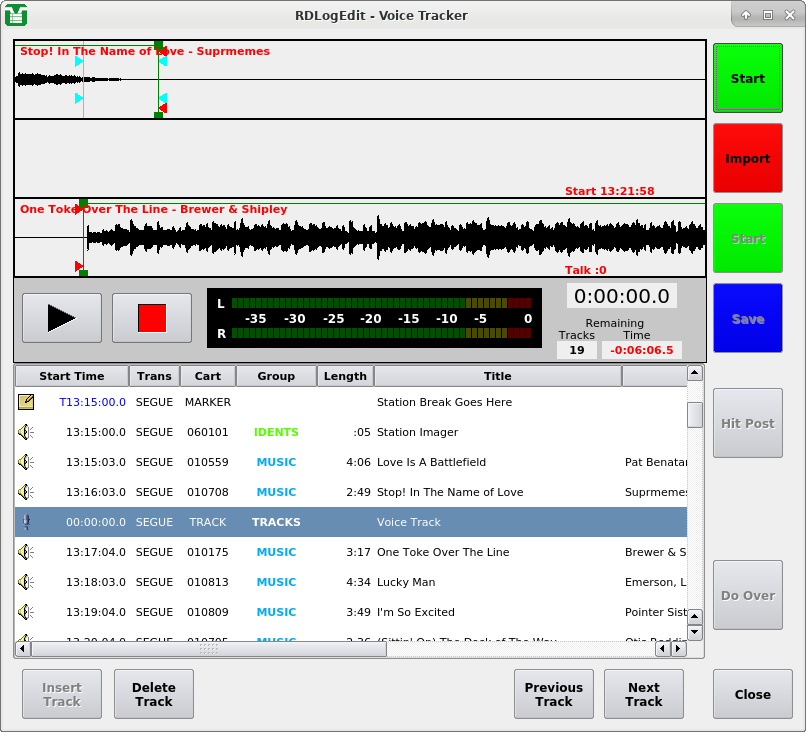 RDLogEdit - Voice Tracker
Stop! In The Name of Love - Suprmemes
Start
Import
Start 13:21:58
One Toke Over The Line - Brewer & Shipley
Start
Talk :0
L
-35 -30 -25 -20 -15 -10 -5 0
R
0:00:00.0
Remaining
Tracks Time
19 -0:06:06.5
Save
Start Time Trans Cart Group Length Title
T13:15:00.0 SEGUE MARKER Station Break Goes Here
13:15:00.0 SEGUE 060101 IDENTS :05 Station Imager
13:15:03.0 SEGUE 010559 MUSIC 4:06 Love Is A Battlefield Pat Benatar
13:16:03.0 SEGUE 010708 MUSIC 2:49 Stop! In The Name of Love Suprmemes
00:00:00.0 SEGUE TRACK TRACKS Voice Track
13:17:04.0 SEGUE 010175 MUSIC 3:17 One Toke Over The Line Brewer & S
13:18:03.0 SEGUE 010813 MUSIC 4:34 Lucky Man Emerson, L
13:19:04.0 SEGUE 010809 MUSIC 3:49 I'm So Excited Pointer Sist
13:20:04.0 SEGUE 010705 MUSIC 2:36 (Sittin' On) The Dock of The Way Otis Reddin
Hit Post
Do Over
Insert Track
Delete Track
Previous Track
Next Track
Close